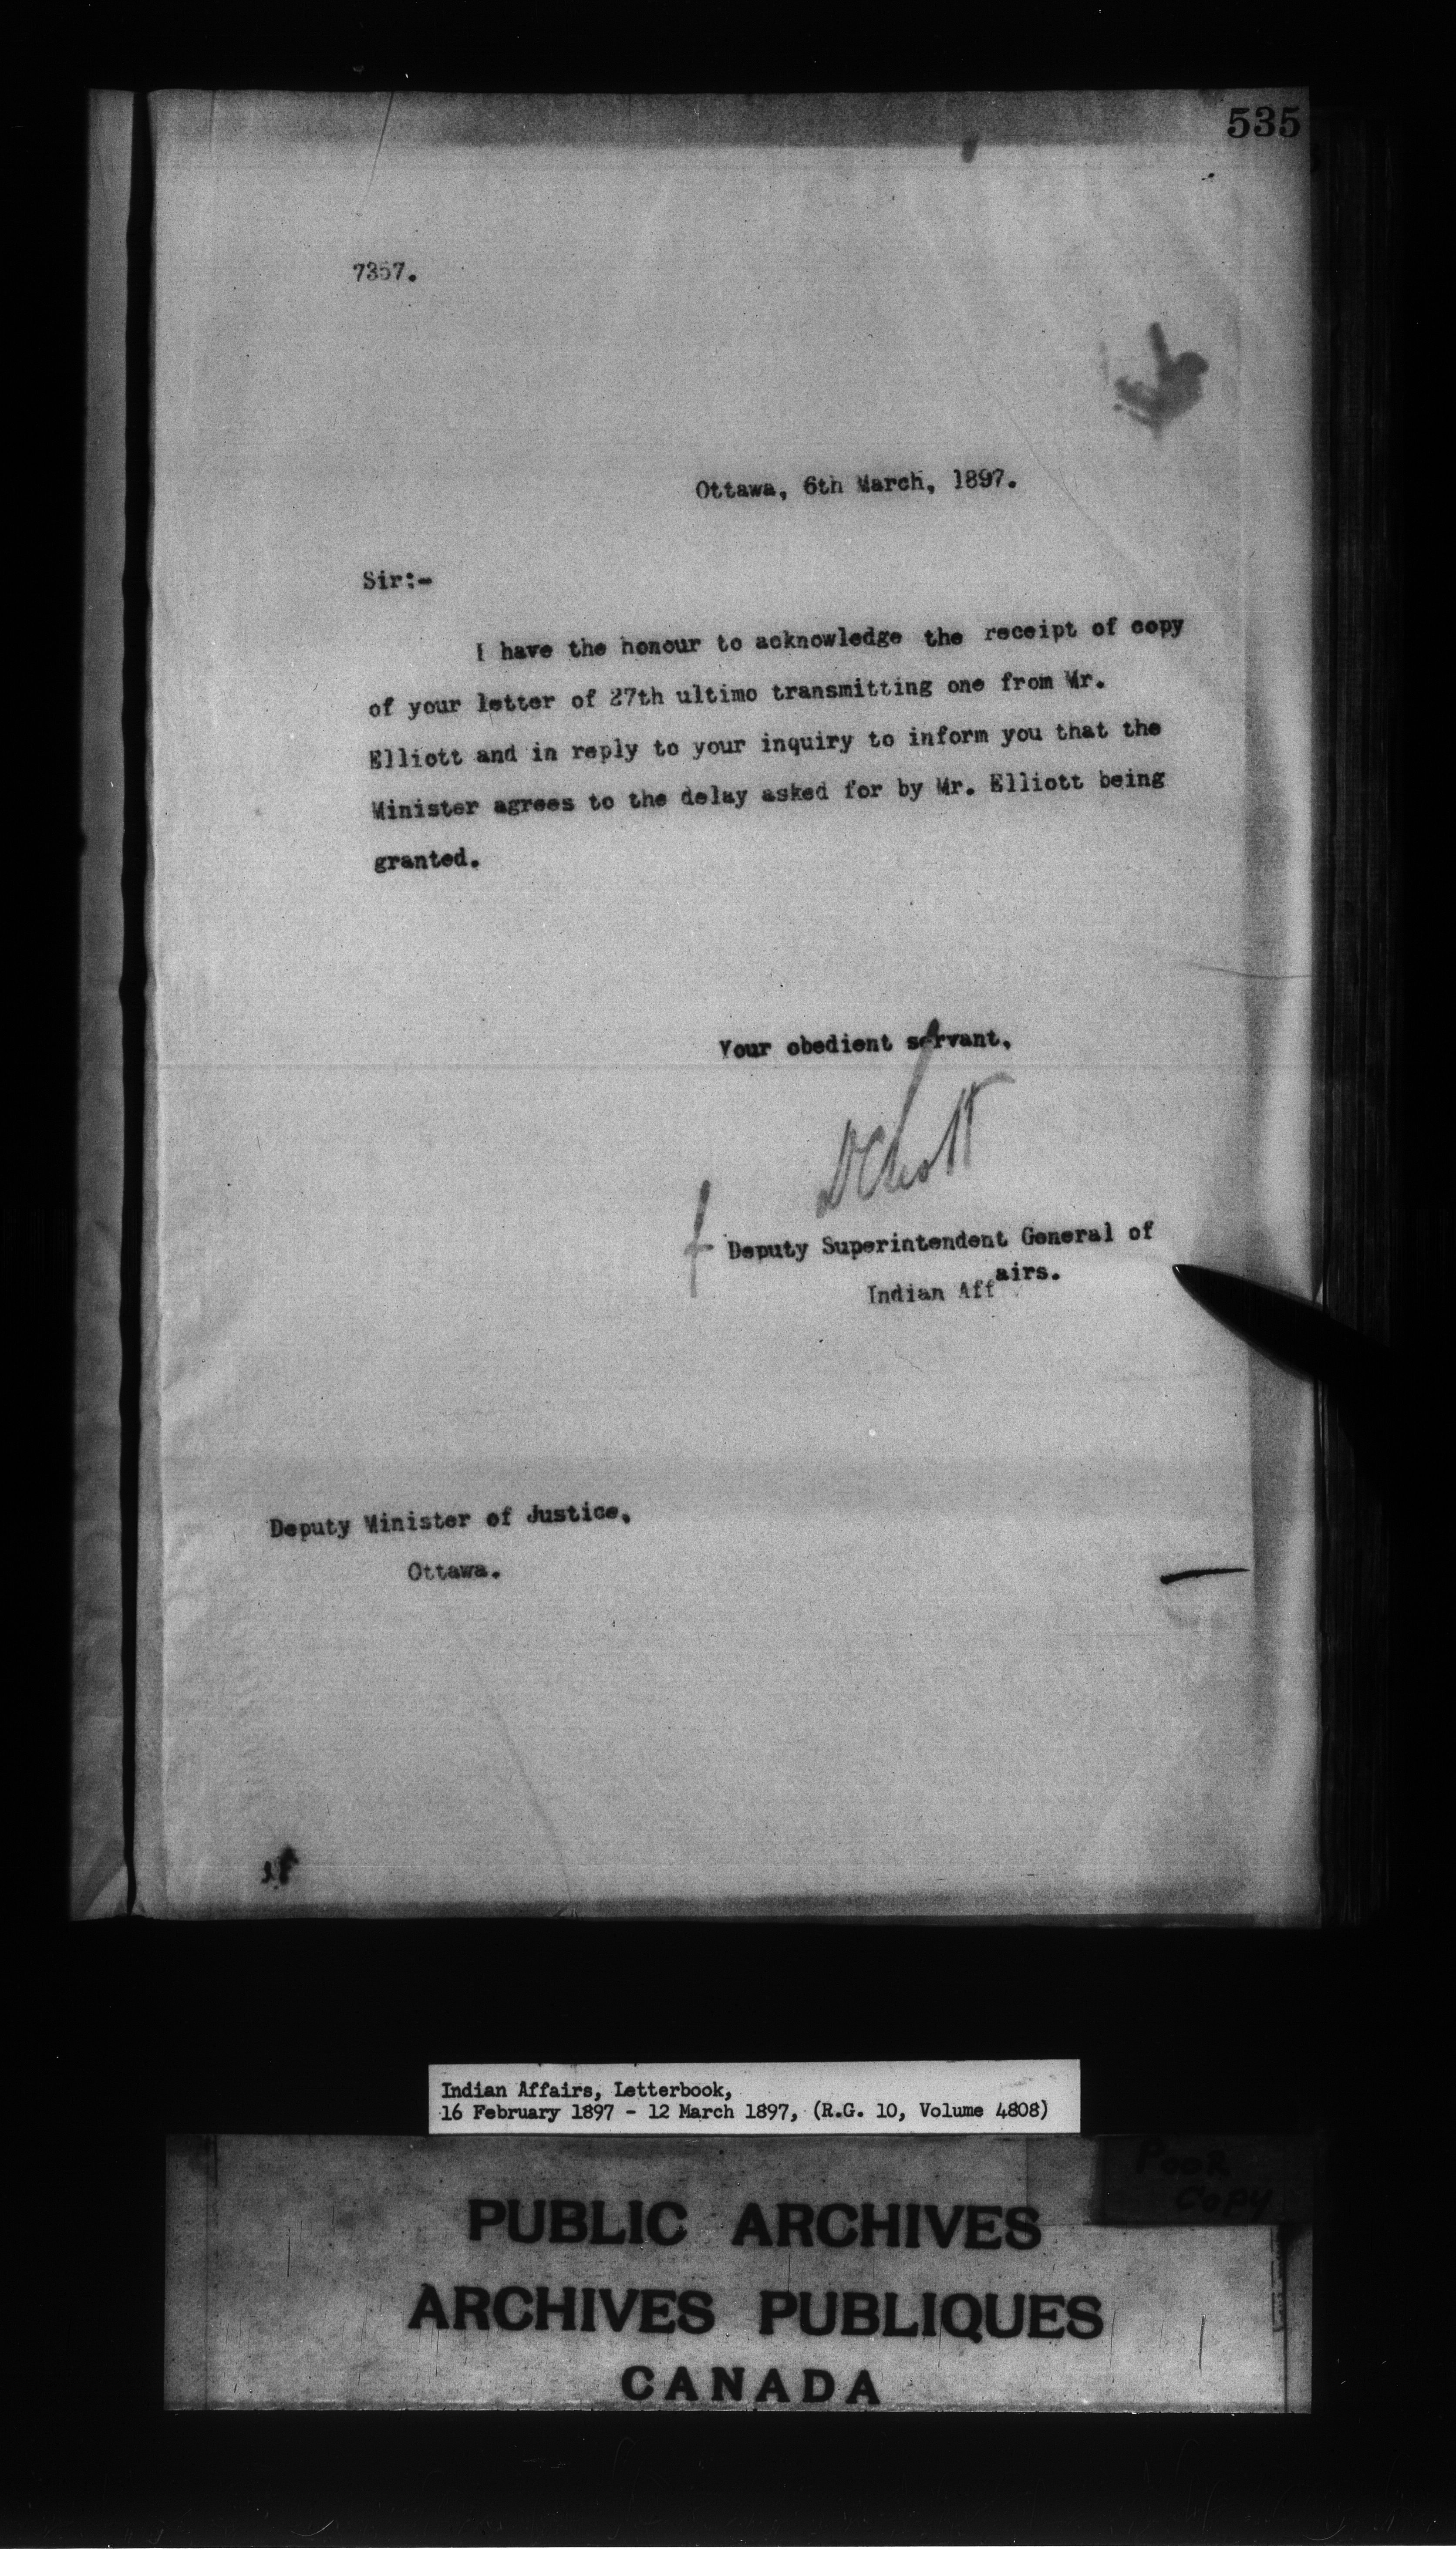 535
7357.
Ottawa, 6th March, 1897.
Sir:-
I have the honour to acknowledge the receipt of copy
of your letter of 27th ultimo transmitting one from Mr.
Elliott and in reply to your inquiry to inform you that the
Minister agrees to the delay asked for by Mr. Elliott being
granted.
Your obedient servant,
DCScott
f Deputy Superintendent General of
Indian Affairs.
Deputy Minister of Justice,
Ottawa.
Indian Affairs, Letterbook,
16 February 1897 - 12 March 1897, (R.G. 10, Volume 4808)
POOR
COPY
PUBLIC ARCHIVES
ARCHIVES PUBLIQUES
CANADA